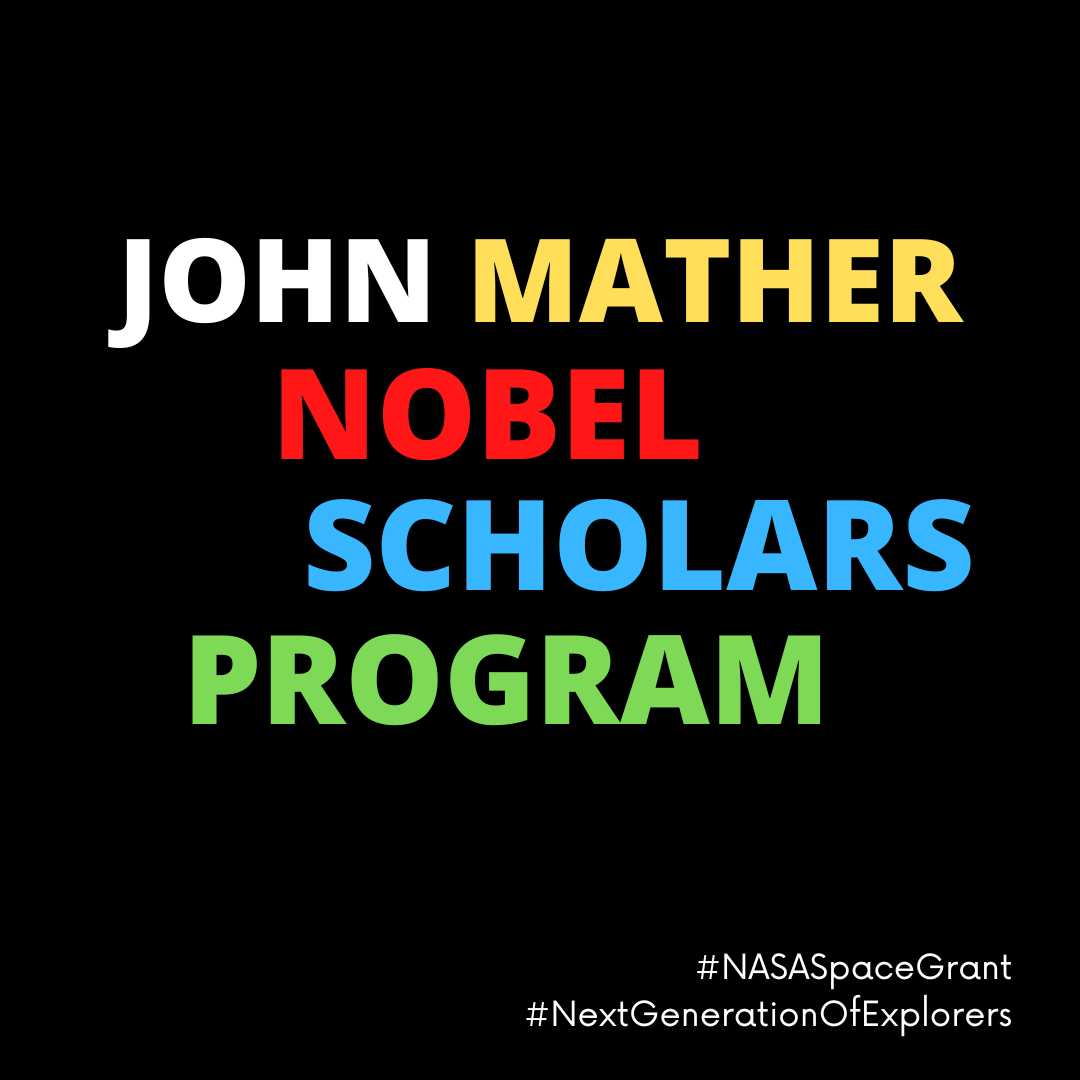 JOHN MATHER
NOBEL
SCHOLARS
PROGRAM
#NASASpaceGrant
#NextGenerationOfExplorers